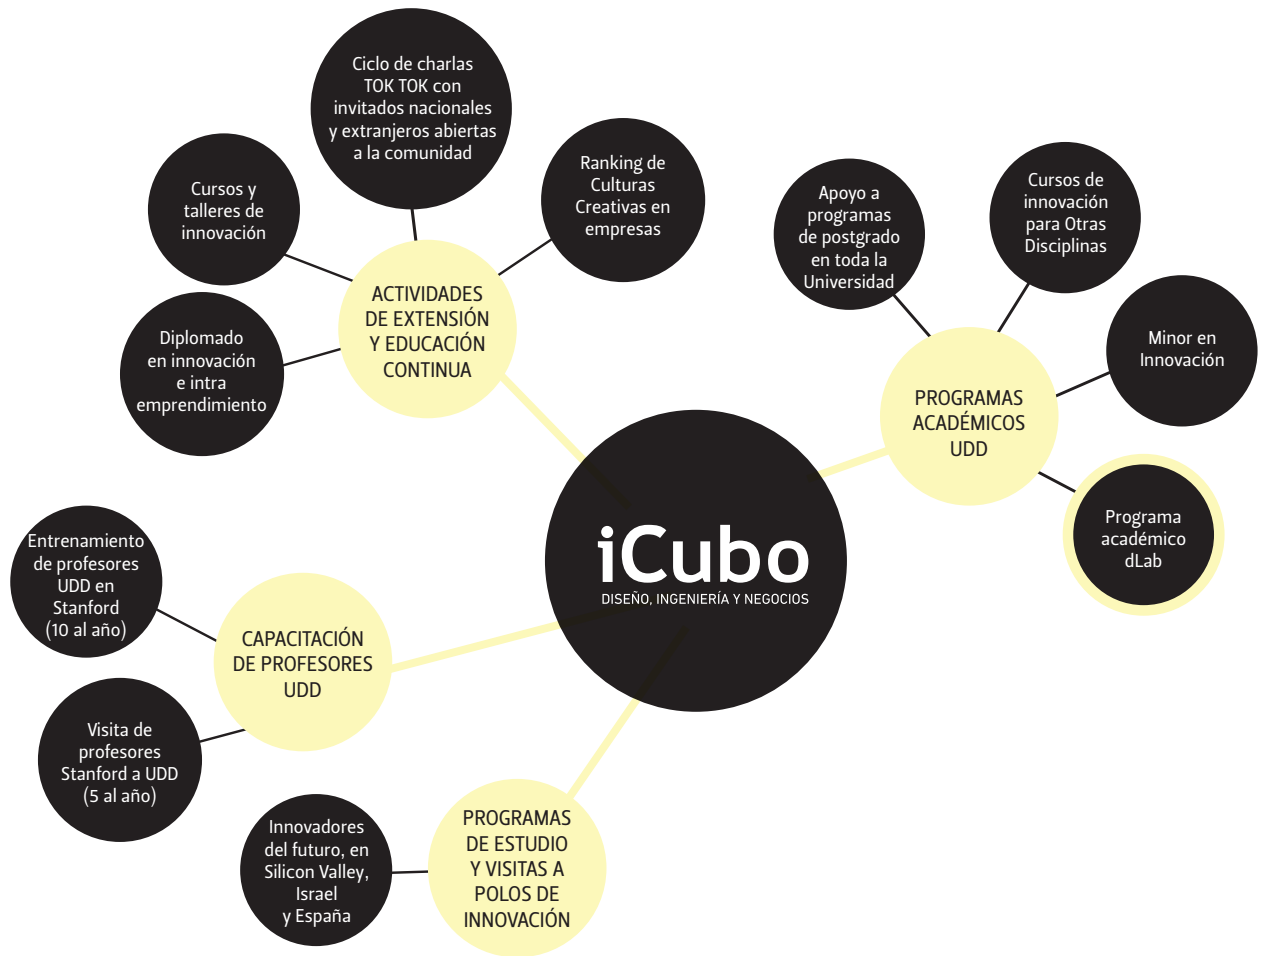 Ciclo de charlas
TOK TOK con
invitados nacionales
y extranjeros abiertas
a la comunidad
Cursos y
talleres de
innovación
Ranking de
Culturas
Creativas en
empresas
Diplomado
en innovación
e intra
emprendimiento
ACTIVIDADES
DE EXTENSIÓN
Y EDUCACIÓN
CONTINUA
Apoyo a
programas
de postgrado
en toda la
Universidad
Cursos de
innovación
para Otras
Disciplinas
Minor en
Innovación
PROGRAMAS
ACADÉMICOS
UDD
Programa
académico
dLab
iCubo
DISEÑO, INGENIERÍA Y NEGOCIOS
Entrenamiento
de profesores
UDD en
Stanford
(10 al año)
CAPACITACIÓN
DE PROFESORES
UDD
Visita de
profesores
Stanford a UDD
(5 al año)
Innovadores
del futuro, en
Silicon Valley,
Israel
y España
PROGRAMAS
DE ESTUDIO
Y VISITAS A
POLOS DE
INNOVACIÓN